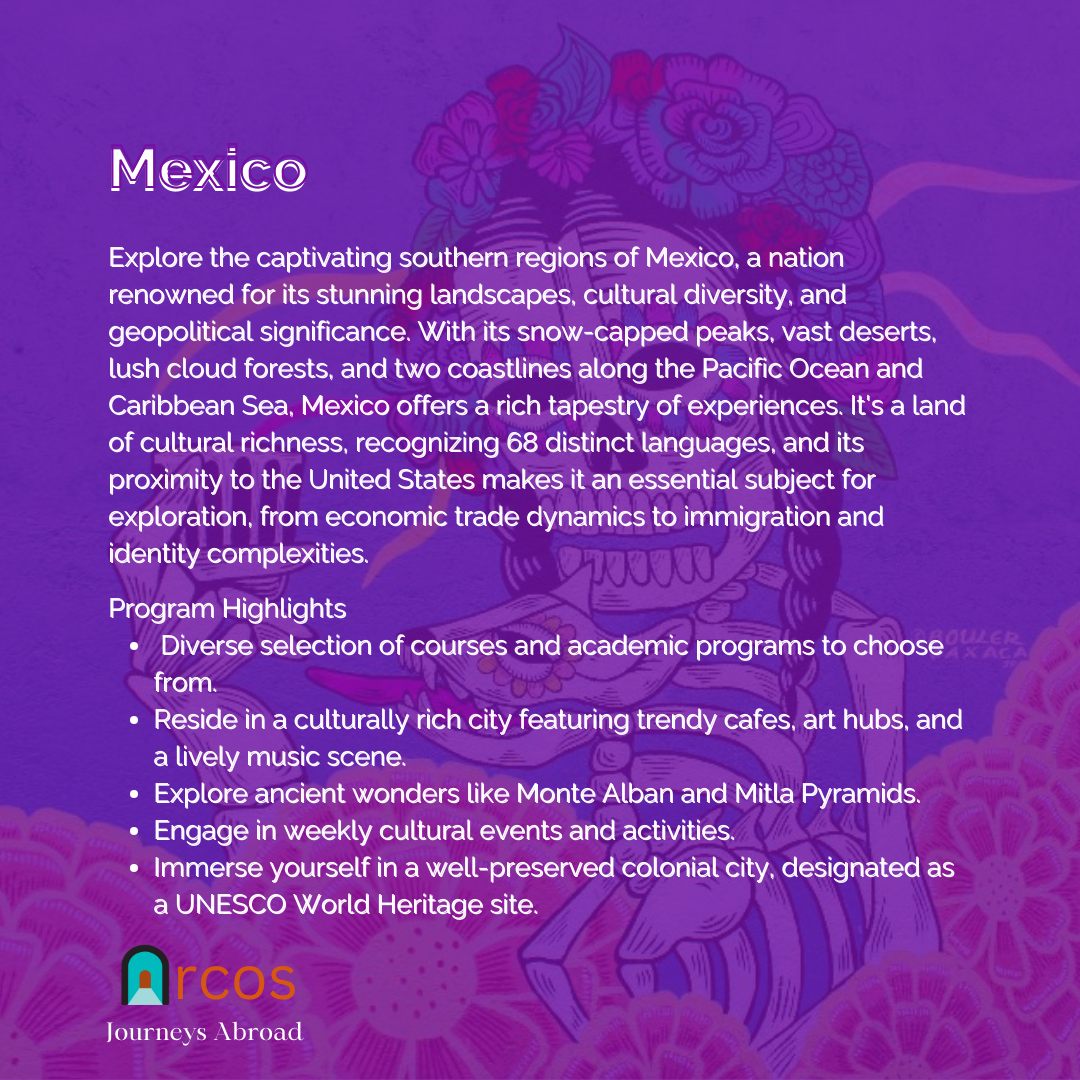 Mexico
Explore the captivating southern regions of Mexico, a nation
renowned for its stunning landscapes, cultural diversity, and
geopolitical significance. With its snow-capped peaks, vast deserts,
lush cloud forests, and two coastlines along the Pacific Ocean and
Caribbean Sea, Mexico offers a rich tapestry of experiences. It's a land
of cultural richness, recognizing 68 distinct languages, and its
proximity to the United States makes it an essential subject for
exploration, from economic trade dynamics to immigration and
identity complexities.
Program Highlights
• Diverse selection of courses and academic programs to choose
from.
• Reside in a culturally rich city featuring trendy cafes, art hubs, and
a lively music scene.
• Explore ancient wonders like Monte Alban and Mitla Pyramids.
• Engage in weekly cultural events and activities.
• Immerse yourself in a well-preserved colonial city, designated as
a UNESCO World Heritage site.
Arcos
Journeys Abroad